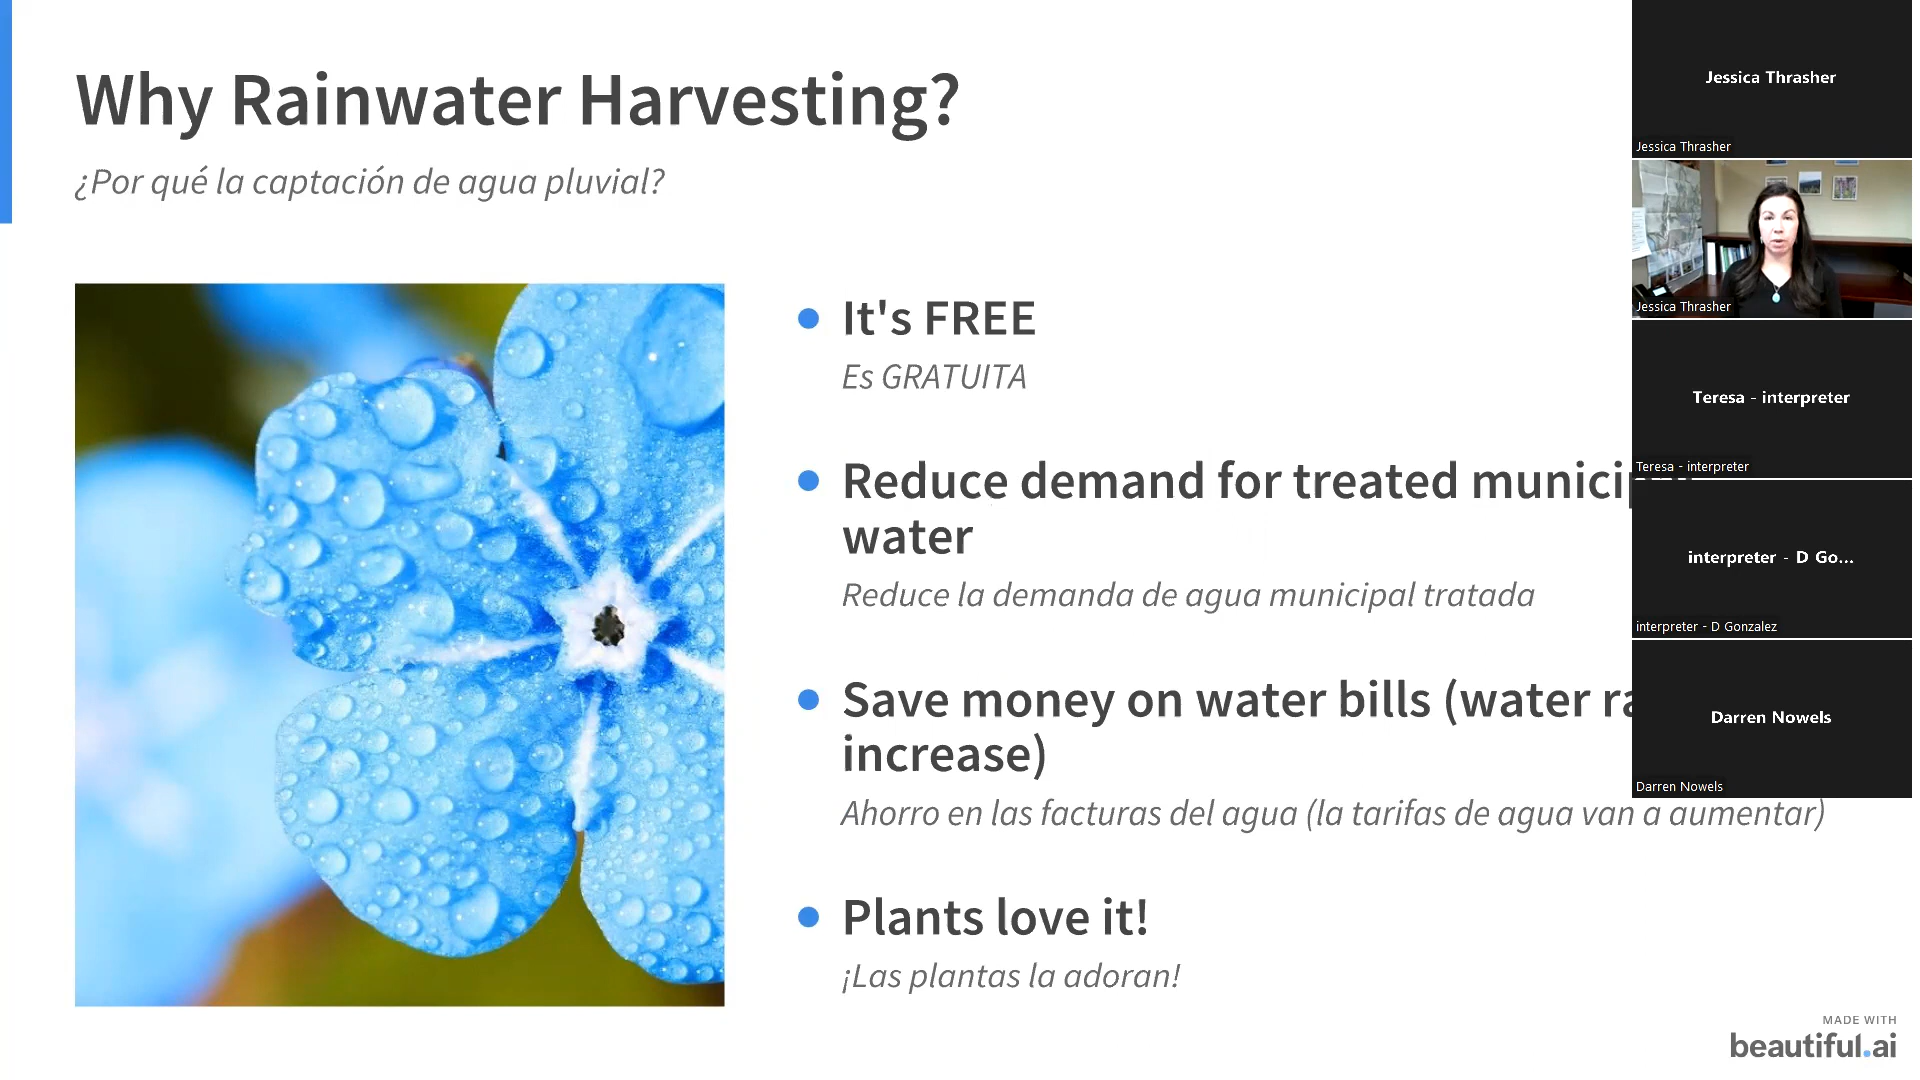 Why Rainwater Harvesting?
¿Por qué la captación de agua pluvial?
It's FREE
Es GRATUITA
Reduce demand for treated
water
Reduce la demanda de agua municipal tratada
Save money on water bills (water
increase)
Ahorro en las facturas del agua (la tarifas de agua van a aumentar)
Plants love it!
¡Las plantas la adoran!
Jessica Thrasher
Jessica Thrasher
Jessica Thrasher
Teresa - interpreter
Teresa - interpreter
interpreter - D Go...
interpreter - D Gonzalez
Darren Nowels
Darren Nowels
MADE WITH
beautiful.ai